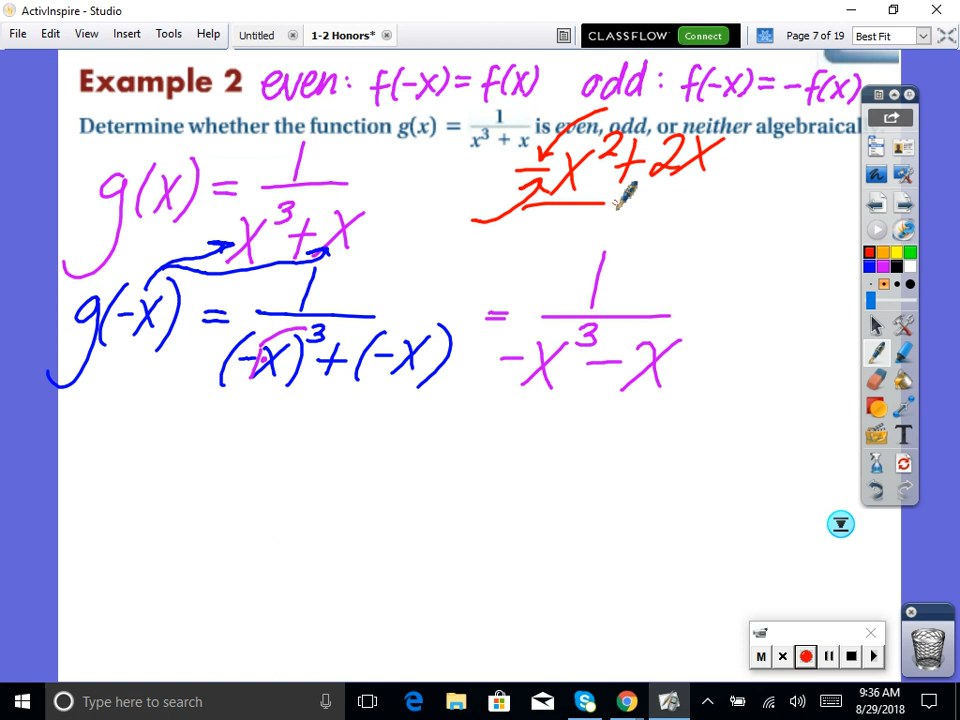 ActivInspire - Studio
File Edit View Insert Tools Help Untitled 1-2 Honors* CLASSFLOW Connect Page 7 of 19 Best Fit
Example 2 even: f(-x) = f(x) odd: f(-x) = -f(x)
Determine whether the function g(x) = 1/(x³ + x) is even, odd, or neither algebraical
x² + 2x
g(x) = 1/(x³ + x)
g(-x) = 1/((-x)³ + (-x)) = 1/(-x³ - x)
M
Type here to search
9:36 AM
8/29/2018